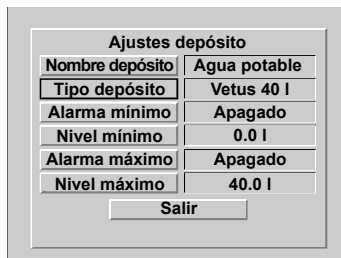 Ajustes depósito
Nombre depósito Agua potable
Tipo depósito Vetus 40 l
Alarma mínimo Apagado
Nivel mínimo 0.0 l
Alarma máximo Apagado
Nivel máximo 40.0 l
Salir